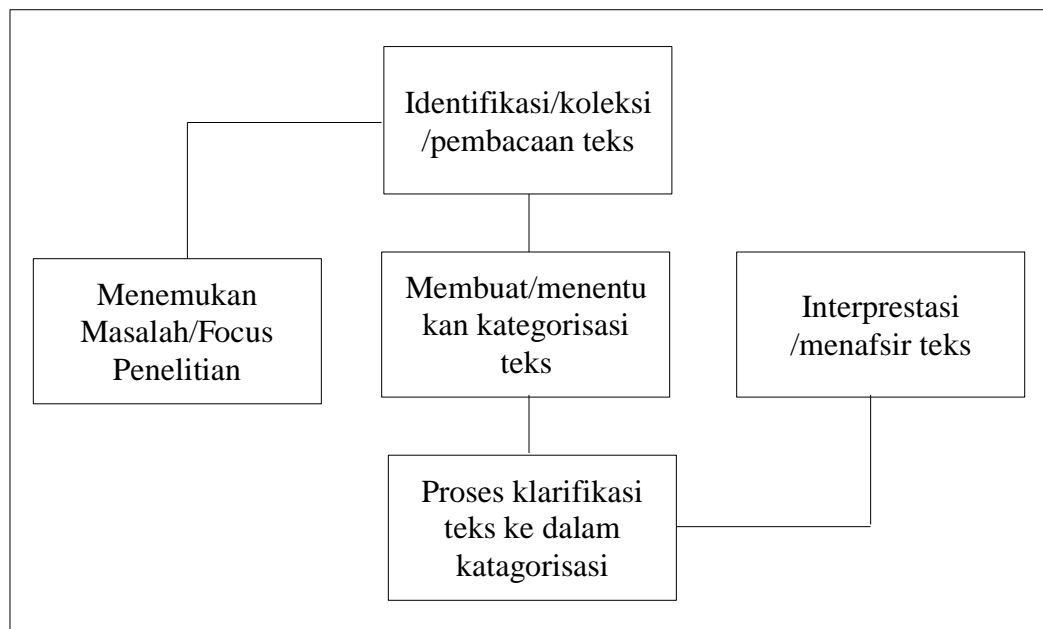 Identifikasi/koleksi
/pembacaan teks
Menemukan
Masalah/Focus
Penelitian
Membuat/menentu
kan kategorisasi
teks
Interprestasi
/menafsir teks
Proses klarifikasi
teks ke dalam
katagorisasi